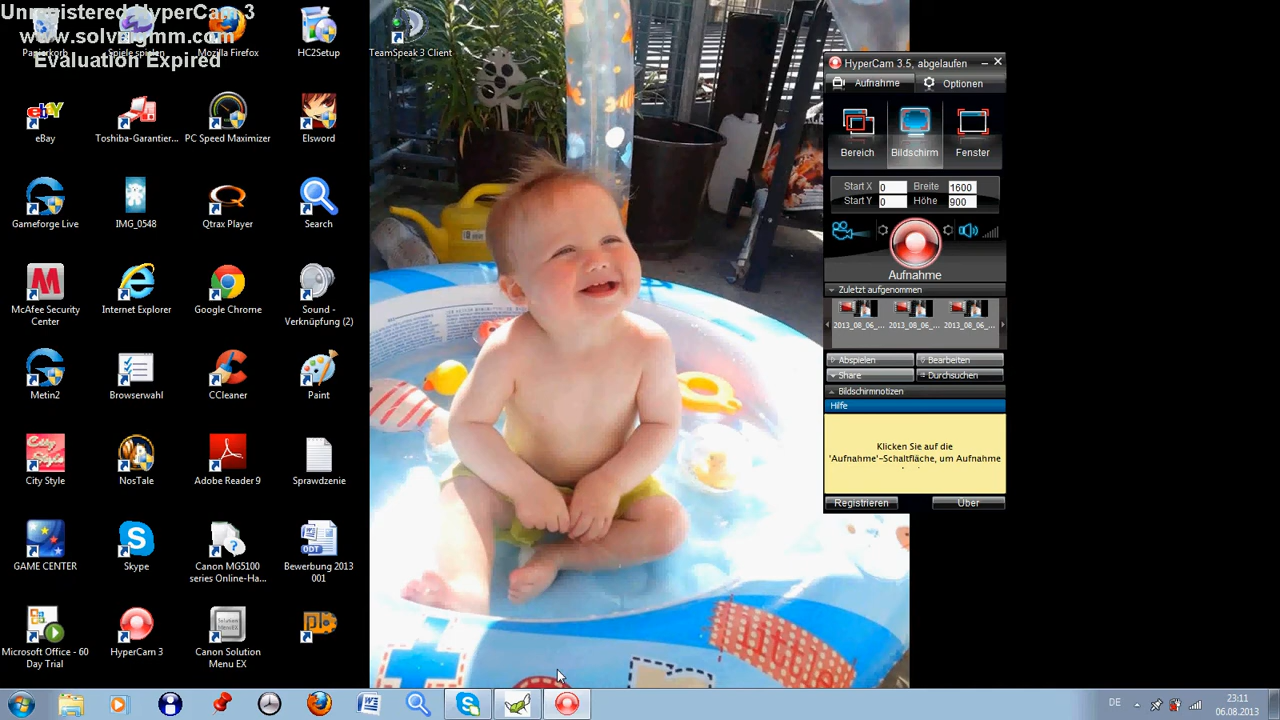 Unregistered HyperCam 3
www.solveigmm.com
Evaluation Expired
Papierkorb
Spiele spielen
Mozilla Firefox
HC2Setup
TeamSpeak 3 Client
eBay
Toshiba-Garantier...
PC Speed Maximizer
Elsword
Gameforge Live
IMG_0548
Qtrax Player
Search
McAfee Security
Center
Internet Explorer
Google Chrome
Sound -
Verknüpfung (2)
Metin2
Browserwahl
CCleaner
Paint
City Style
NosTale
Adobe Reader 9
Sprawdzenie
GAME CENTER
Skype
Canon MG5100
series Online-Ha...
Bewerbung 2013
001
Microsoft Office - 60
Day Trial
HyperCam 3
Canon Solution
Menu EX
HyperCam 3.5, abgelaufen
Aufnahme
Optionen
Bereich
Bildschirm
Fenster
Start X 0 Breite 1600
Start Y 0 Höhe 900
Aufnahme
Zuletzt aufgenommen
2013_08_06_...
2013_08_06_...
2013_08_06_...
Abspielen
Bearbeiten
Share
Durchsuchen
Bildschirmnotizen
Hilfe
Klicken Sie auf die
'Aufnahme'-Schaltfläche, um Aufnahme
Registrieren
Über
DE
23:11
06.08.2013